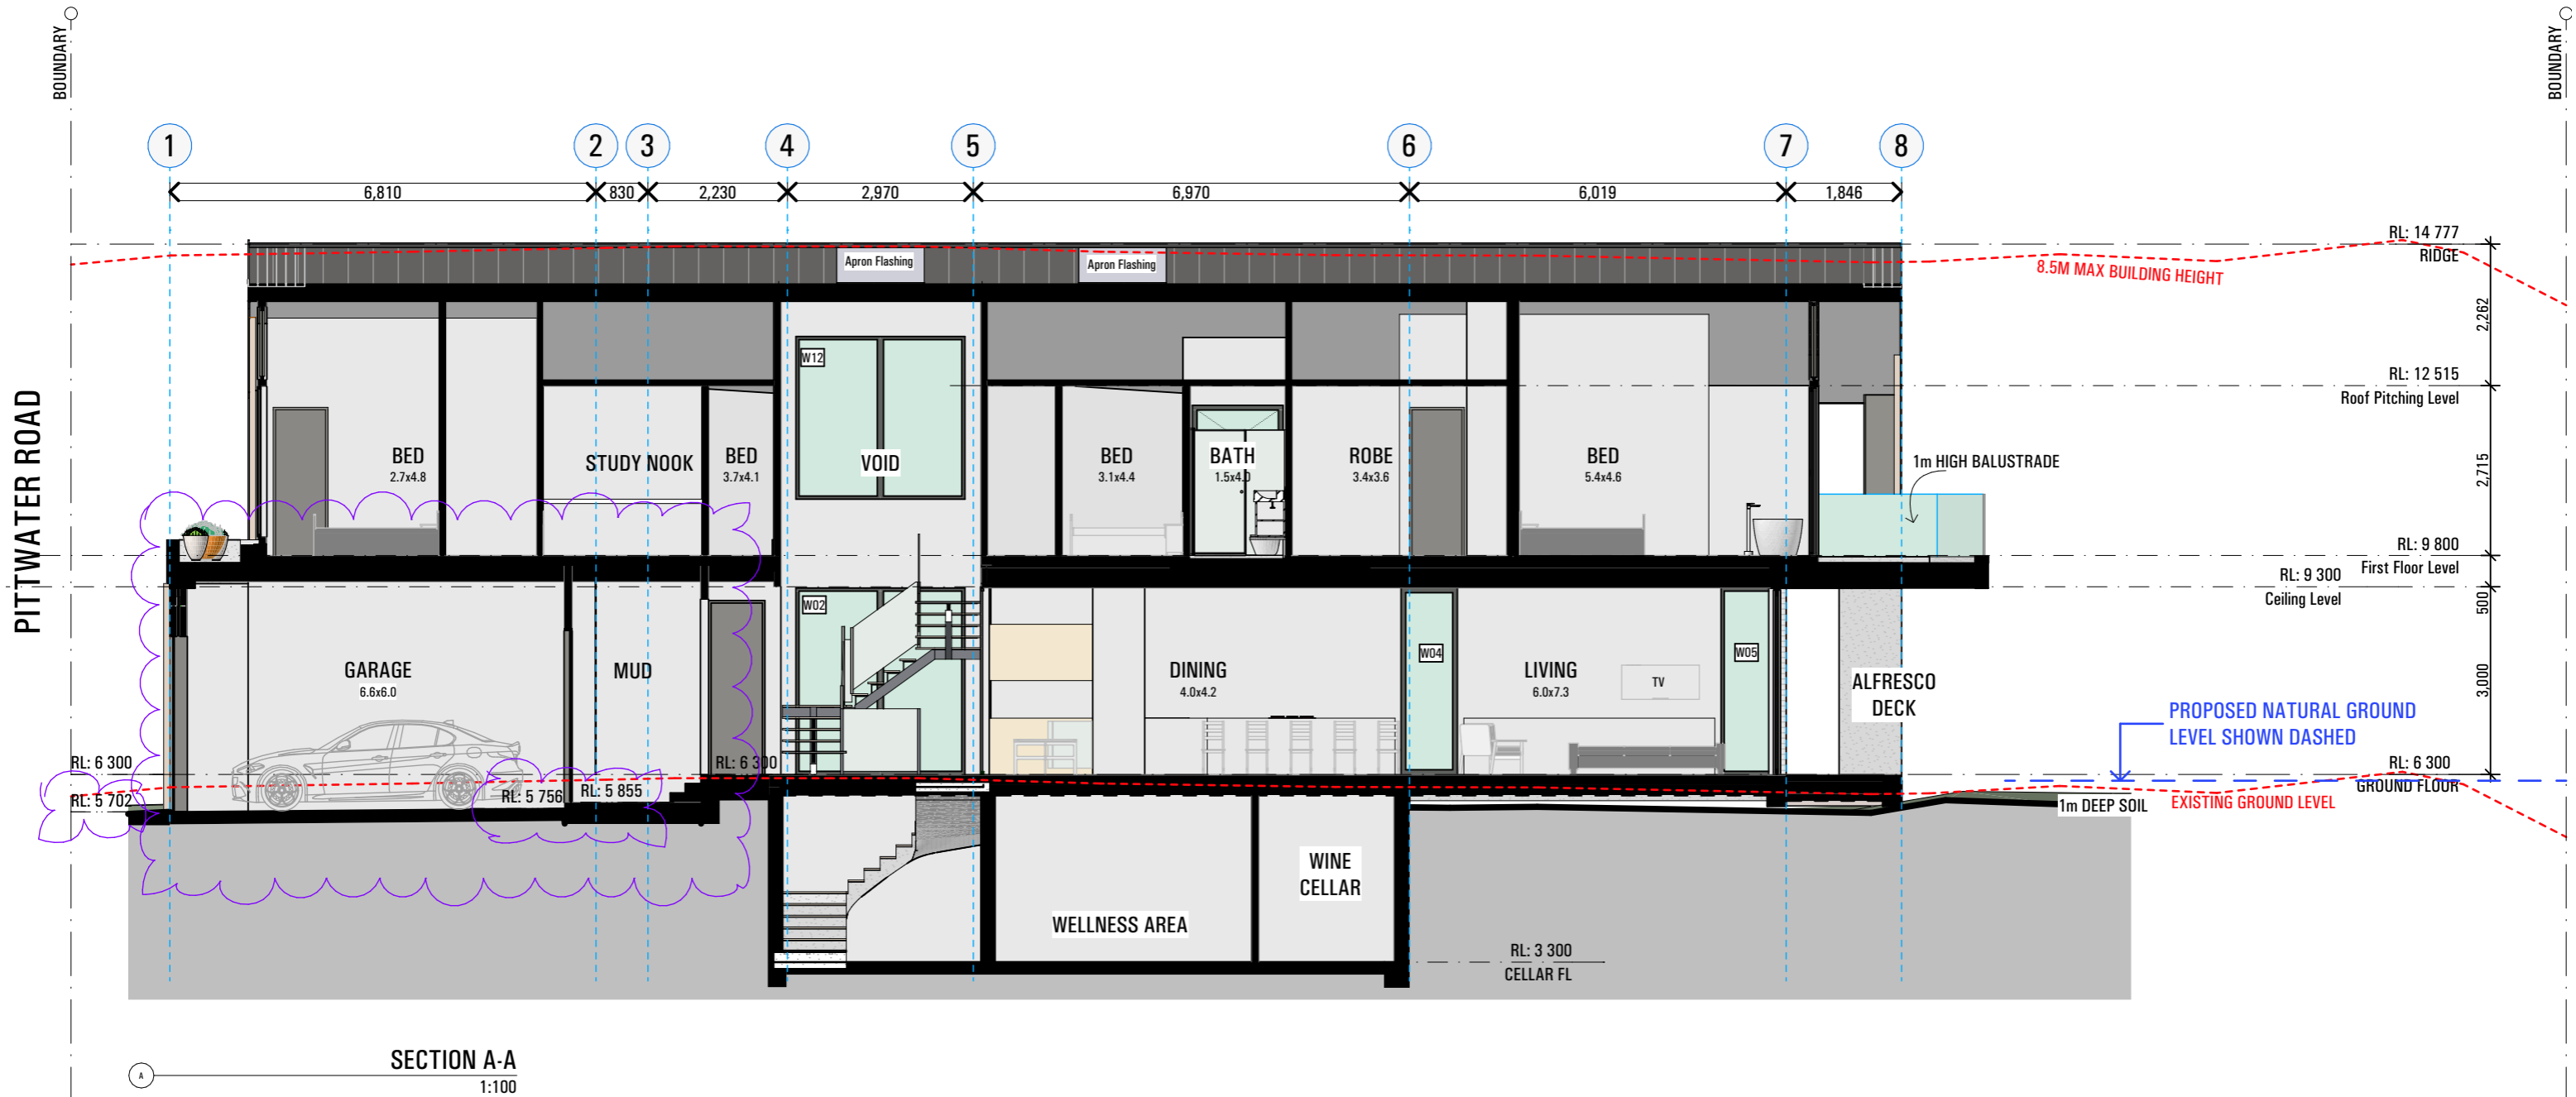 BOUNDARY
BOUNDARY
1
2
3
4
5
6
7
8
6,810
830
2,230
2,970
6,970
6,019
1,846
RL: 14 777
RIDGE
8.5M MAX BUILDING HEIGHT
Apron Flashing
Apron Flashing
2,262
RL: 12 515
Roof Pitching Level
W12
PITTWATER ROAD
BED
2.7x4.8
STUDY NOOK
BED
3.7x4.1
VOID
BED
3.1x4.4
BATH
1.5x4.0
ROBE
3.4x3.6
BED
5.4x4.6
1m HIGH BALUSTRADE
2,715
RL: 9 800
First Floor Level
RL: 9 300
Ceiling Level
500
W02
W04
W05
GARAGE
6.6x6.0
MUD
DINING
4.0x4.2
LIVING
6.0x7.3
TV
ALFRESCO
DECK
3,000
PROPOSED NATURAL GROUND
LEVEL SHOWN DASHED
RL: 6 300
RL: 6 300
RL: 6 300
GROUND FLOOR
RL: 5 702
RL: 5 756
RL: 5 855
1m DEEP SOIL
EXISTING GROUND LEVEL
WINE
CELLAR
WELLNESS AREA
RL: 3 300
CELLAR FL
A
SECTION A-A
1:100